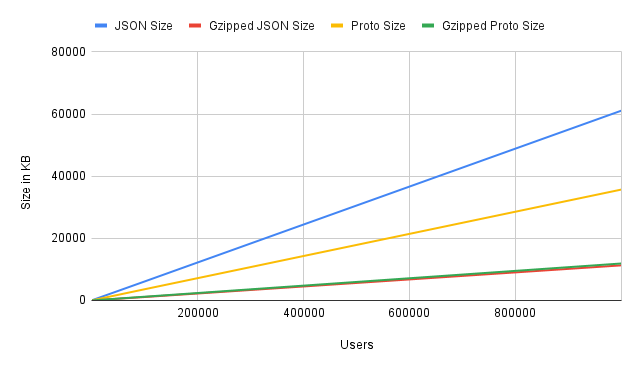 JSON Size Gzipped JSON Size Proto Size Gzipped Proto Size
80000
60000
40000
20000
0
Size in KB
200000 400000 600000 800000
Users